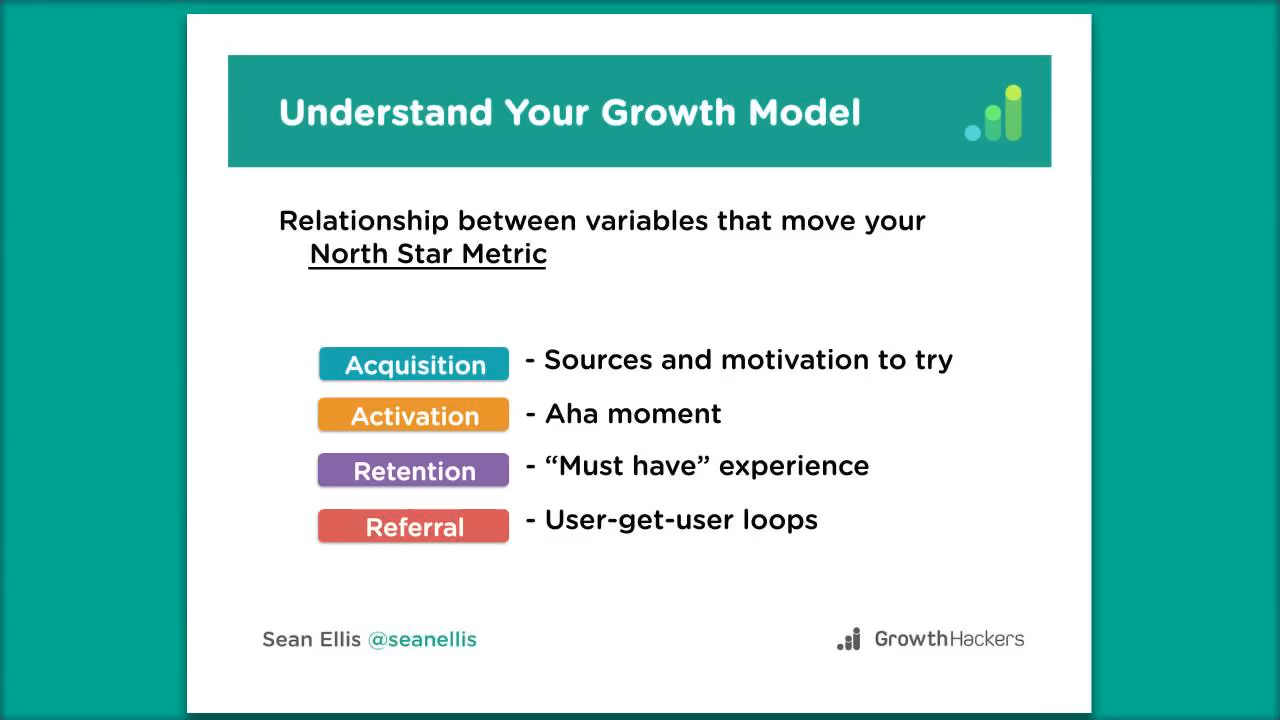 Understand Your Growth Model
Relationship between variables that move your
North Star Metric
Acquisition - Sources and motivation to try
Activation - Aha moment
Retention - “Must have” experience
Referral - User-get-user loops
Sean Ellis @seanellis GrowthHackers